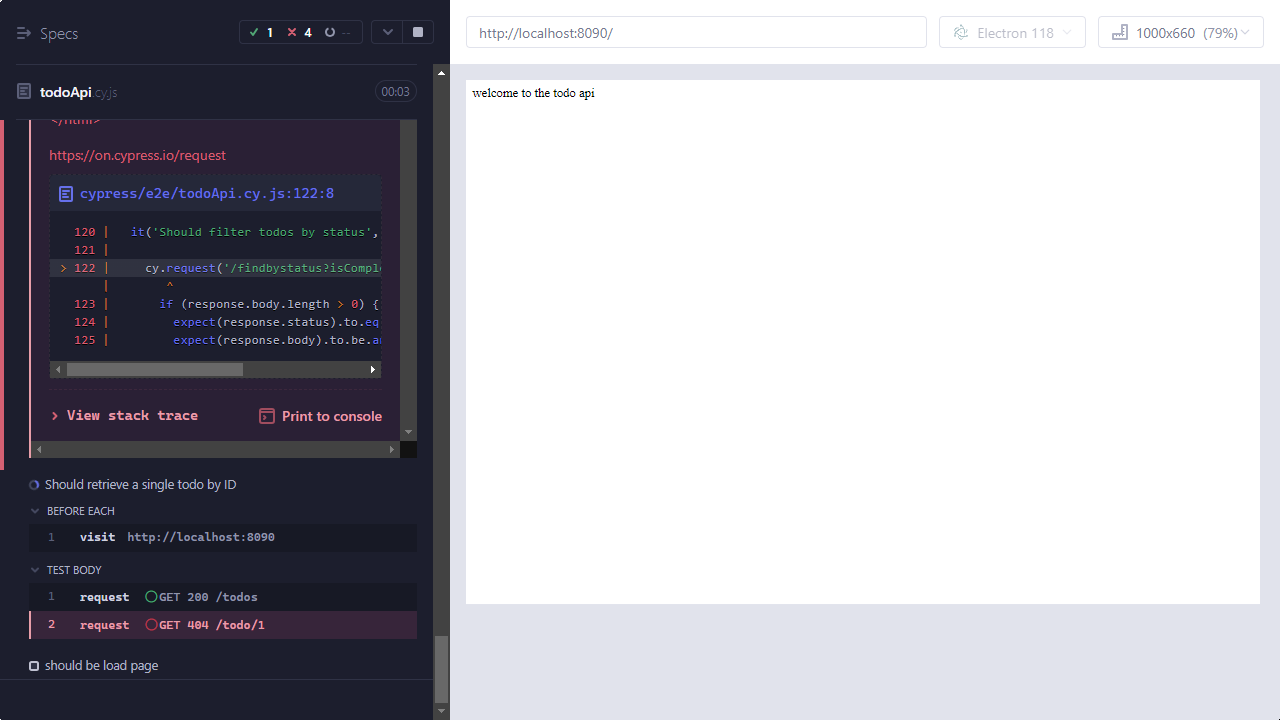 Specs
1
4
--
http://localhost:8090/
Electron 118
1000x660 (79%)
todoApi.cy.js
00:03
welcome to the todo api
</html>
https://on.cypress.io/request
cypress/e2e/todoApi.cy.js:122:8
120 | it('Should filter todos by status',
121 |
> 122 | cy.request('/findbystatus?isCompl
| ^
123 | if (response.body.length > 0) {
124 | expect(response.status).to.eq
125 | expect(response.body).to.be.a
> View stack trace
Print to console
Should retrieve a single todo by ID
BEFORE EACH
1 visit http://localhost:8090
TEST BODY
1 request GET 200 /todos
2 request GET 404 /todo/1
should be load page